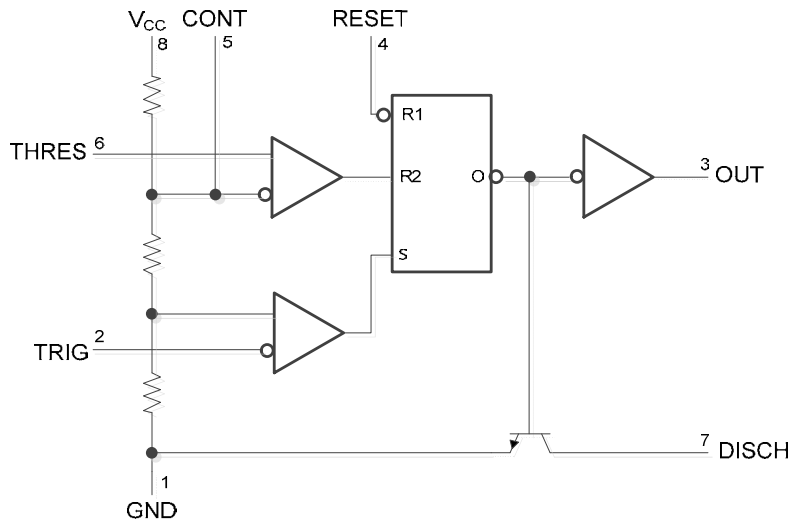 VCC CONT RESET
8 5 4
R1
THRES 6
3 OUT
R2 O
S
2
TRIG
7 DISCH
1
GND